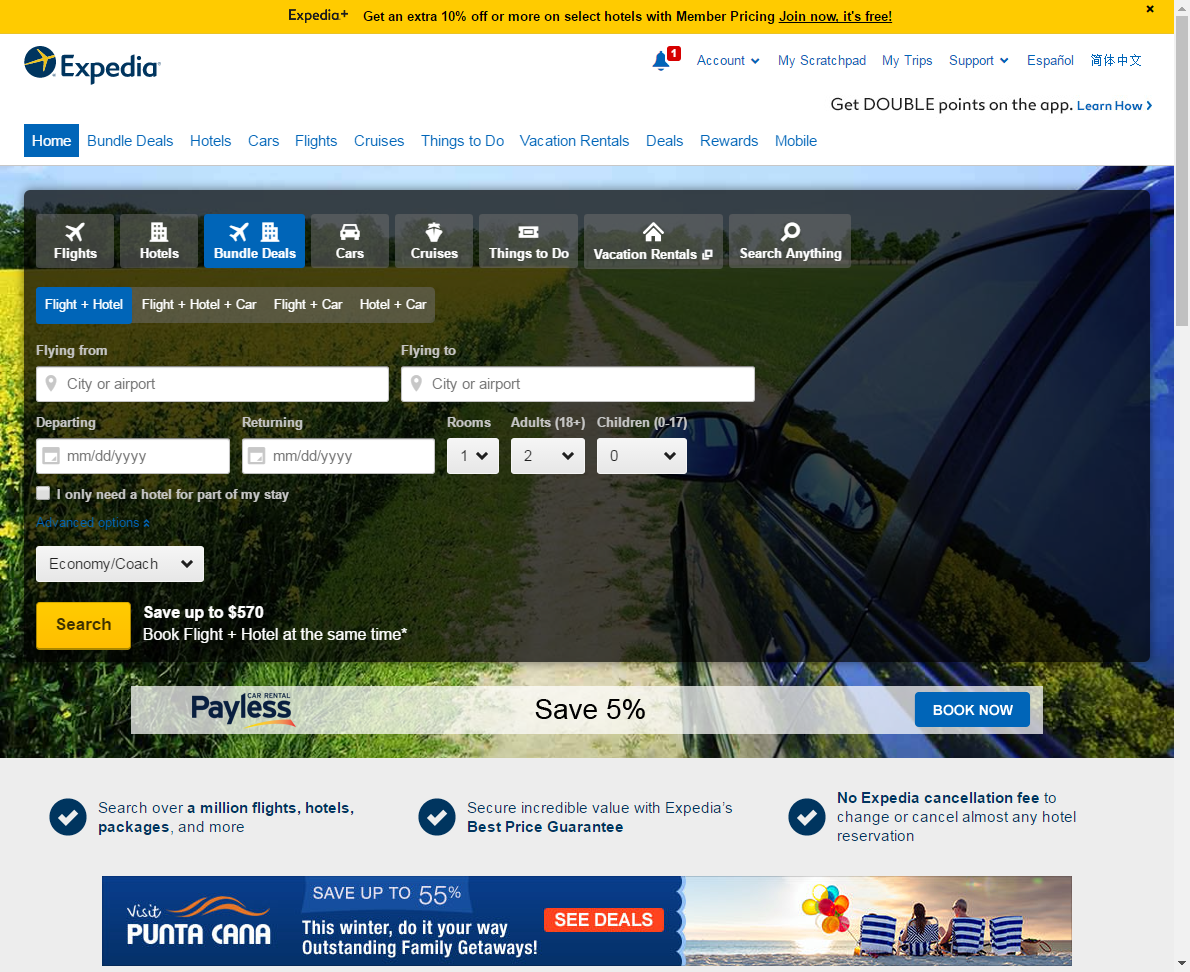 Expedia+ Get an extra 10% off or more on select hotels with Member Pricing Join now, it's free!
Expedia
1 Account My Scratchpad My Trips Support Español 简体中文
Get DOUBLE points on the app. Learn How
Home Bundle Deals Hotels Cars Flights Cruises Things to Do Vacation Rentals Deals Rewards Mobile
Flights Hotels Bundle Deals Cars Cruises Things to Do Vacation Rentals Search Anything
Flight + Hotel Flight + Hotel + Car Flight + Car Hotel + Car
Flying from Flying to
City or airport City or airport
Departing Returning Rooms Adults (18+) Children (0-17)
mm/dd/yyyy mm/dd/yyyy 1 2 0
I only need a hotel for part of my stay
Advanced options
Economy/Coach
Search
Save up to $570
Book Flight + Hotel at the same time*
CAR RENTAL
Payless
Save 5%
BOOK NOW
Search over a million flights, hotels,
packages, and more
Secure incredible value with Expedia's
Best Price Guarantee
No Expedia cancellation fee to
change or cancel almost any hotel
reservation
Visit
PUNTA CANA
SAVE UP TO 55%
This winter, do it your way
Outstanding Family Getaways!
SEE DEALS